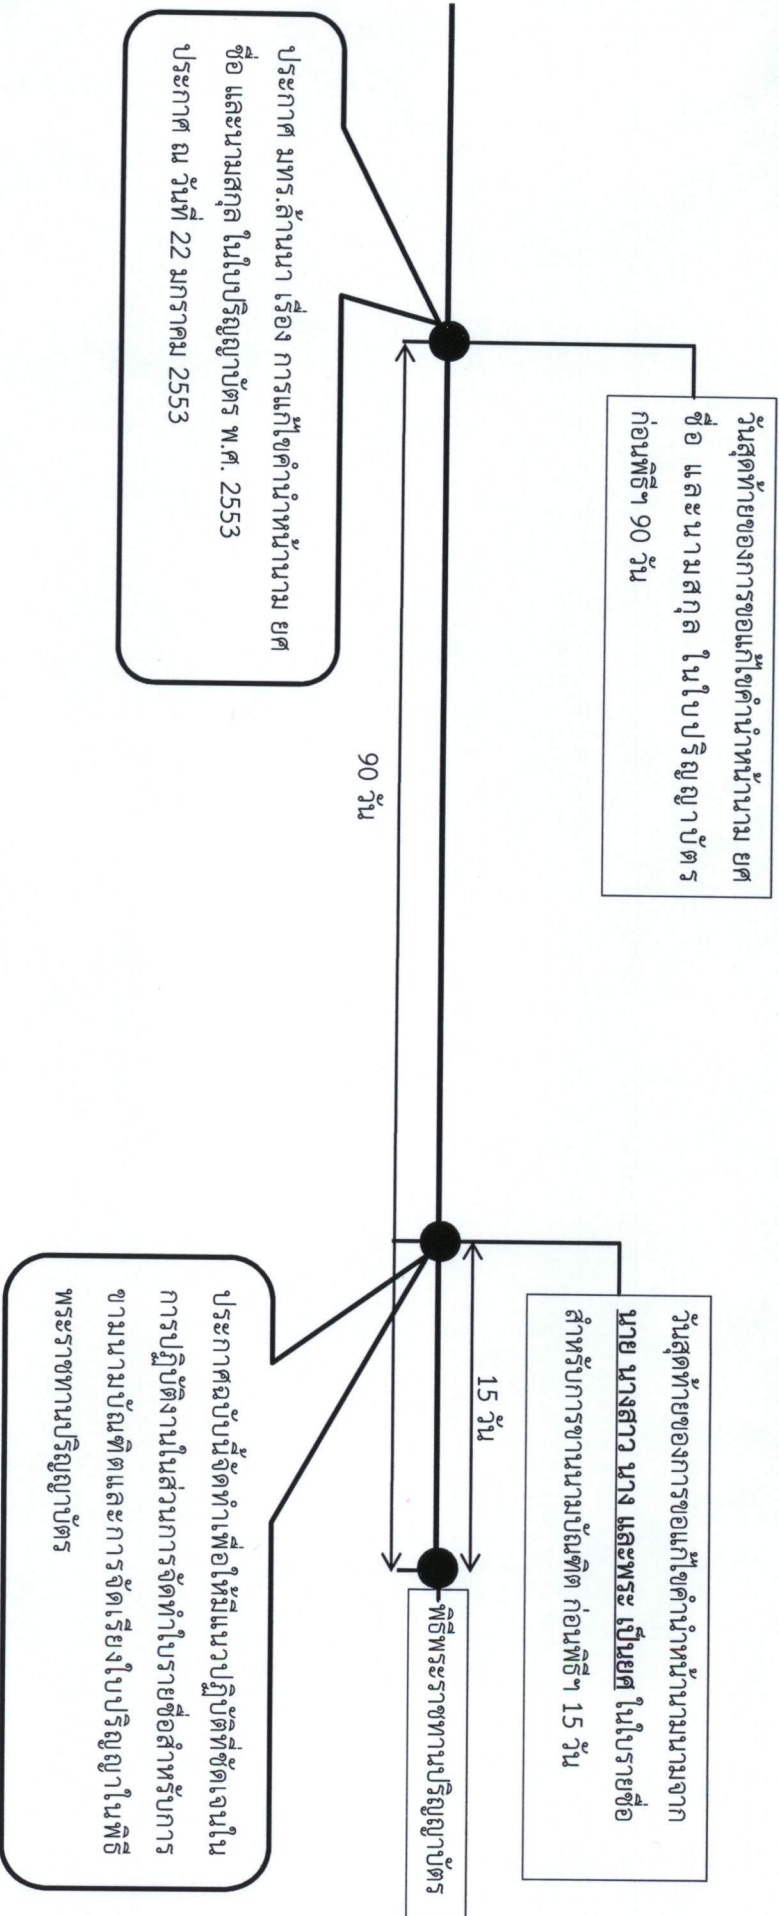 วันสุดท้ายของการขอแก้ไขคำนำหน้านาม ยศ
ชื่อ และนามสกุล ในใบปริญญาบัตร
ก่อนพิธีฯ 90 วัน
วันสุดท้ายของการขอแก้ไขคำนำหน้านามนามจาก
นาย นางสาว นาง และพระ เป็นยศ ในใบรายชื่อ
สำหรับการขานนามบัณฑิต ก่อนพิธีฯ 15 วัน
15 วัน
พิธีพระราชทานปริญญาบัตร
90 วัน
ประกาศ มทร.ล้านนา เรื่อง การแก้ไขคำนำหน้านาม ยศ
ชื่อ และนามสกุล ในใบปริญญาบัตร พ.ศ. 2553
ประกาศ ณ วันที่ 22 มกราคม 2553
ประกาศฉบับนี้จัดทำเพื่อให้มีแนวปฏิบัติที่ชัดเจนใน
การปฏิบัติงานในส่วนการจัดทำใบรายชื่อสำหรับการ
ขานนามบัณฑิตและการจัดเรียงใบปริญญาในพิธี
พระราชทานปริญญาบัตร